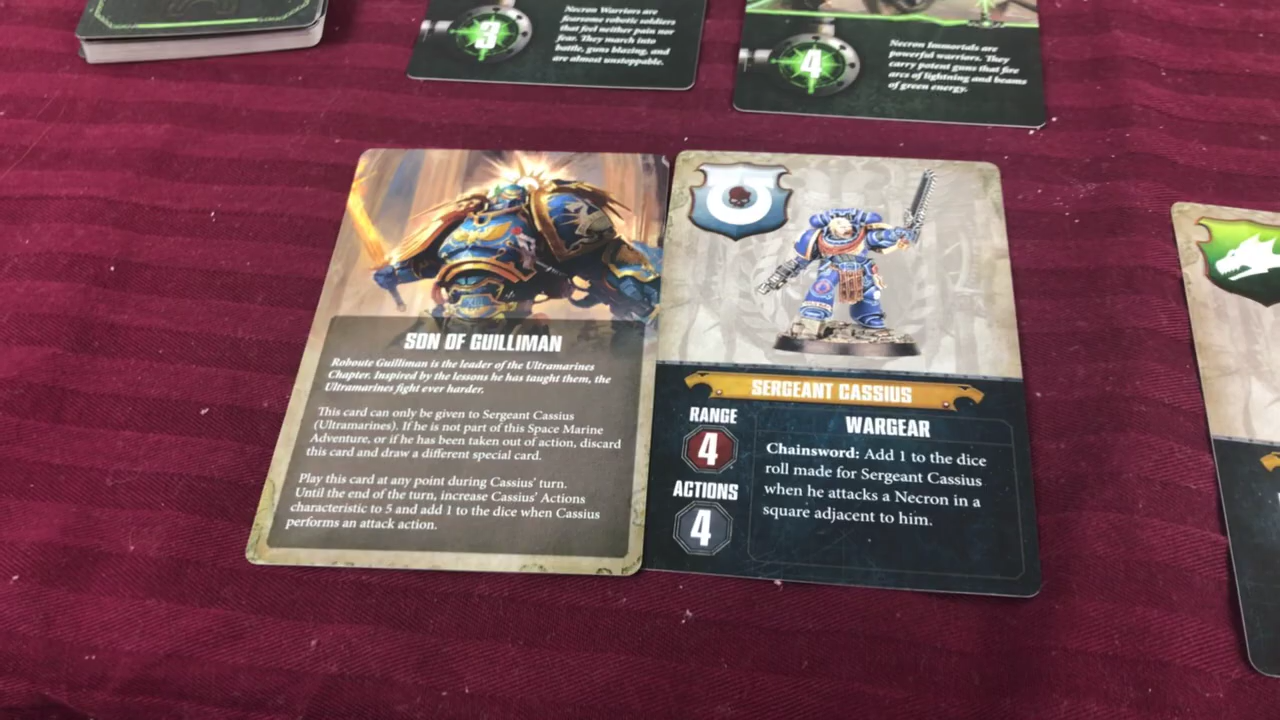 3
Necron Warriors are
fearsome robotic soldiers
that feel neither pain nor
fear. They march into
battle, guns blazing, and
are almost unstoppable.
4
Necron Immortals are
powerful warriors. They
carry potent guns that fire
arcs of lightning and beams
of green energy.
SON OF GUILLIMAN
Roboute Guilliman is the leader of the Ultramarines
Chapter. Inspired by the lessons he has taught them, the
Ultramarines fight ever harder.
This card can only be given to Sergeant Cassius
(Ultramarines). If he is not part of this Space Marine
Adventure, or if he has been taken out of action, discard
this card and draw a different special card.
Play this card at any point during Cassius' turn.
Until the end of the turn, increase Cassius' Actions
characteristic to 5 and add 1 to the dice when Cassius
performs an attack action.
SERGEANT CASSIUS
RANGE
4
ACTIONS
4
WARGEAR
Chainsword: Add 1 to the dice
roll made for Sergeant Cassius
when he attacks a Necron in a
square adjacent to him.